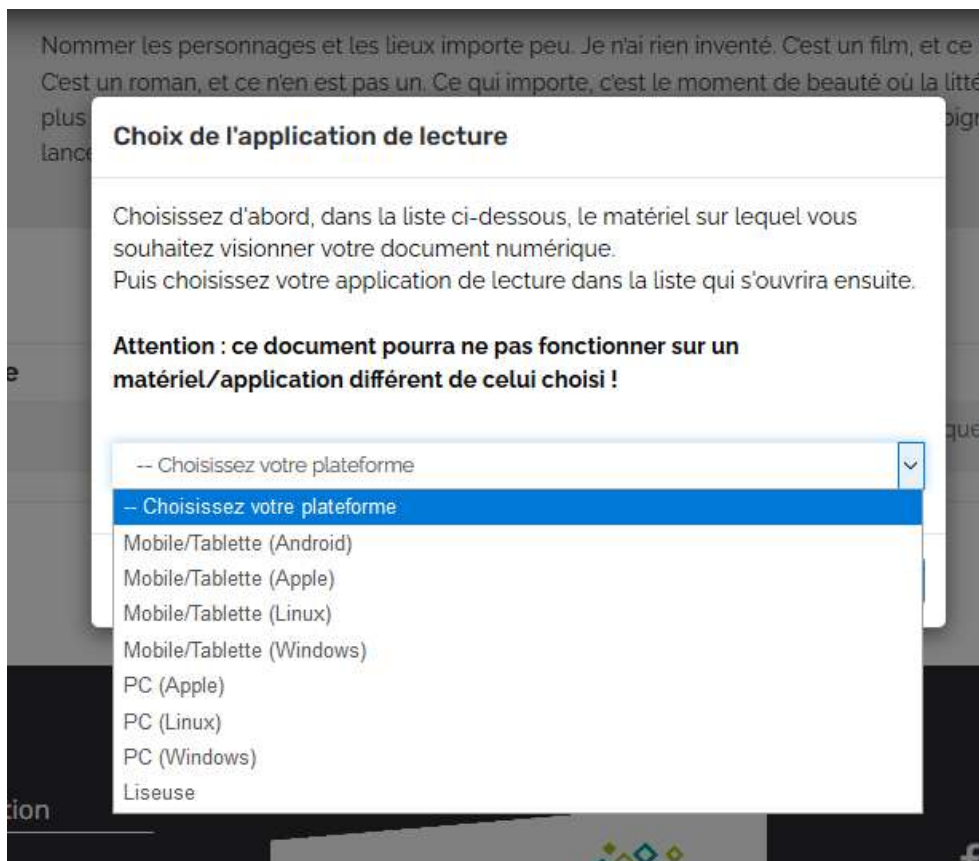 Nommer les personnages et les lieux importe peu. Je n'ai rien inventé. C'est un film, et ce
C'est un roman, et ce n'en est pas un. Ce qui importe, c'est le moment de beauté où la litté
plus
lance
Choix de l'application de lecture
Choisissez d'abord, dans la liste ci-dessous, le matériel sur lequel vous
souhaitez visionner votre document numérique.
Puis choisissez votre application de lecture dans la liste qui s'ouvrira ensuite.
Attention : ce document pourra ne pas fonctionner sur un
matériel/application différent de celui choisi !
e
que
-- Choisissez votre plateforme
-- Choisissez votre plateforme
Mobile/Tablette (Android)
Mobile/Tablette (Apple)
Mobile/Tablette (Linux)
Mobile/Tablette (Windows)
PC (Apple)
PC (Linux)
PC (Windows)
Liseuse
tion